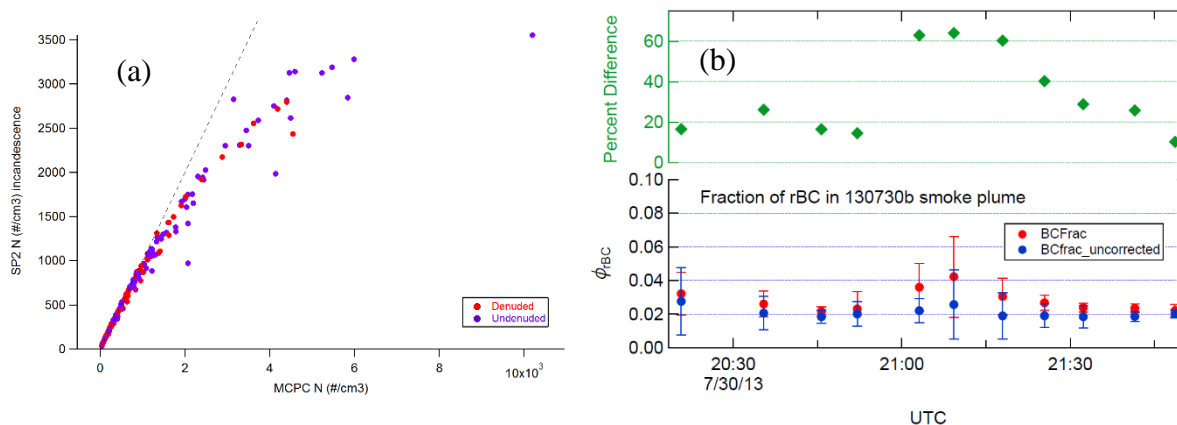 (a)
SP2 N (#/cm3) Incandescence
3500
3000
2500
2000
1500
1000
500
0
Denuded
Undenuded
0
2
4
6
8
10x10³
MCPC N (#/cm3)
(b)
Percent Difference
60
40
20
0
ϕrBC
0.10
0.08
0.06
0.04
0.02
0.00
Fraction of rBC in 130730b smoke plume
BCFrac
BCfrac_uncorrected
20:30
21:00
21:30
7/30/13
UTC